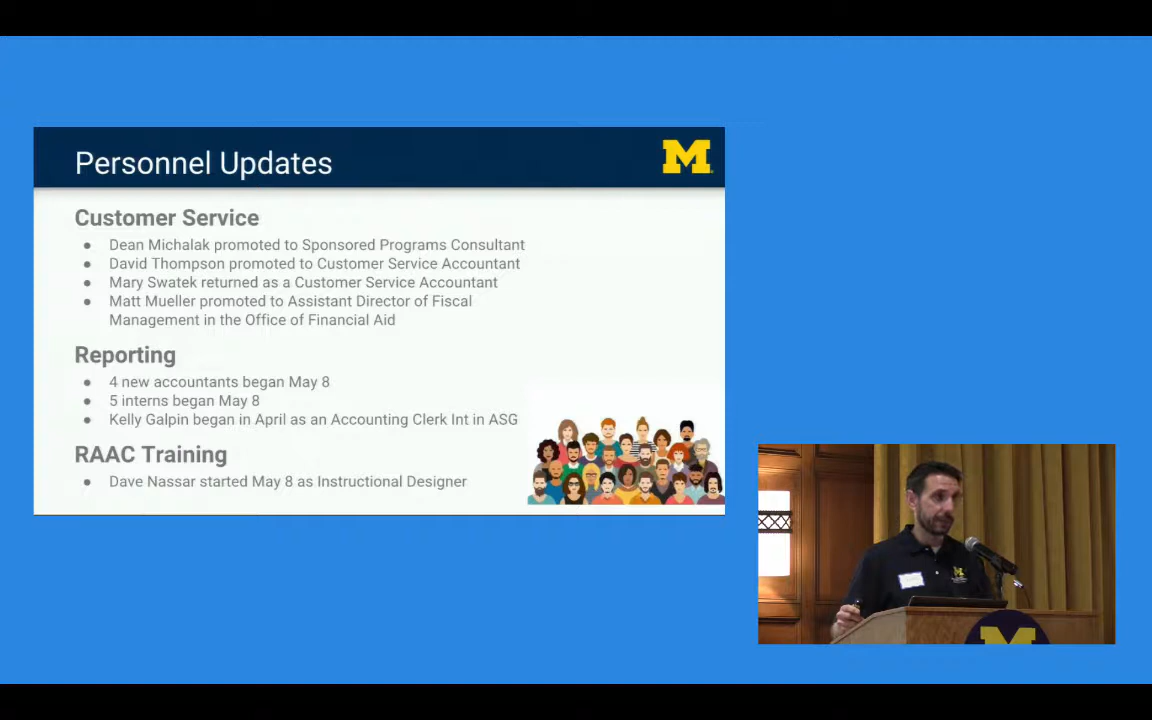 Personnel Updates
M
Customer Service
● Dean Michalak promoted to Sponsored Programs Consultant
● David Thompson promoted to Customer Service Accountant
● Mary Swatek returned as a Customer Service Accountant
● Matt Mueller promoted to Assistant Director of Fiscal
Management in the Office of Financial Aid
Reporting
● 4 new accountants began May 8
● 5 interns began May 8
● Kelly Galpin began in April as an Accounting Clerk Int in ASG
RAAC Training
● Dave Nassar started May 8 as Instructional Designer
M
M